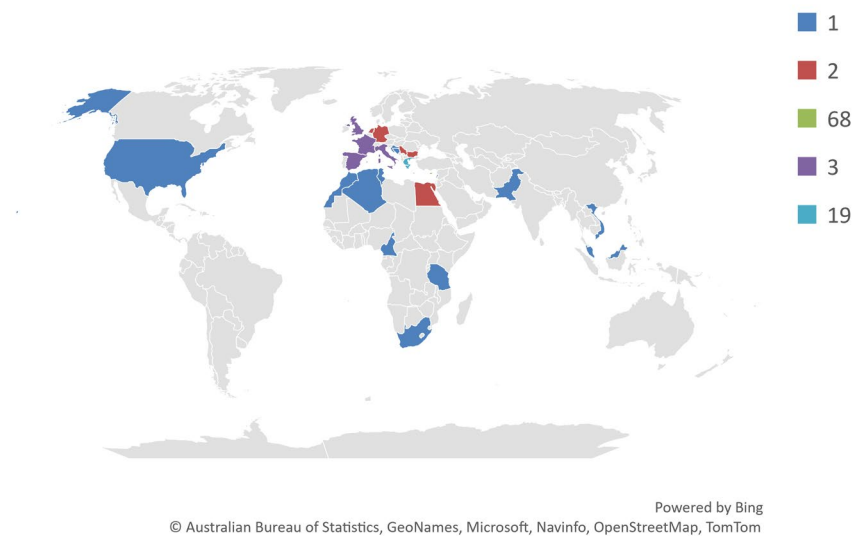 1
2
68
3
19
Powered by Bing
© Australian Bureau of Statistics, GeoNames, Microsoft, Navinfo, OpenStreetMap, TomTom